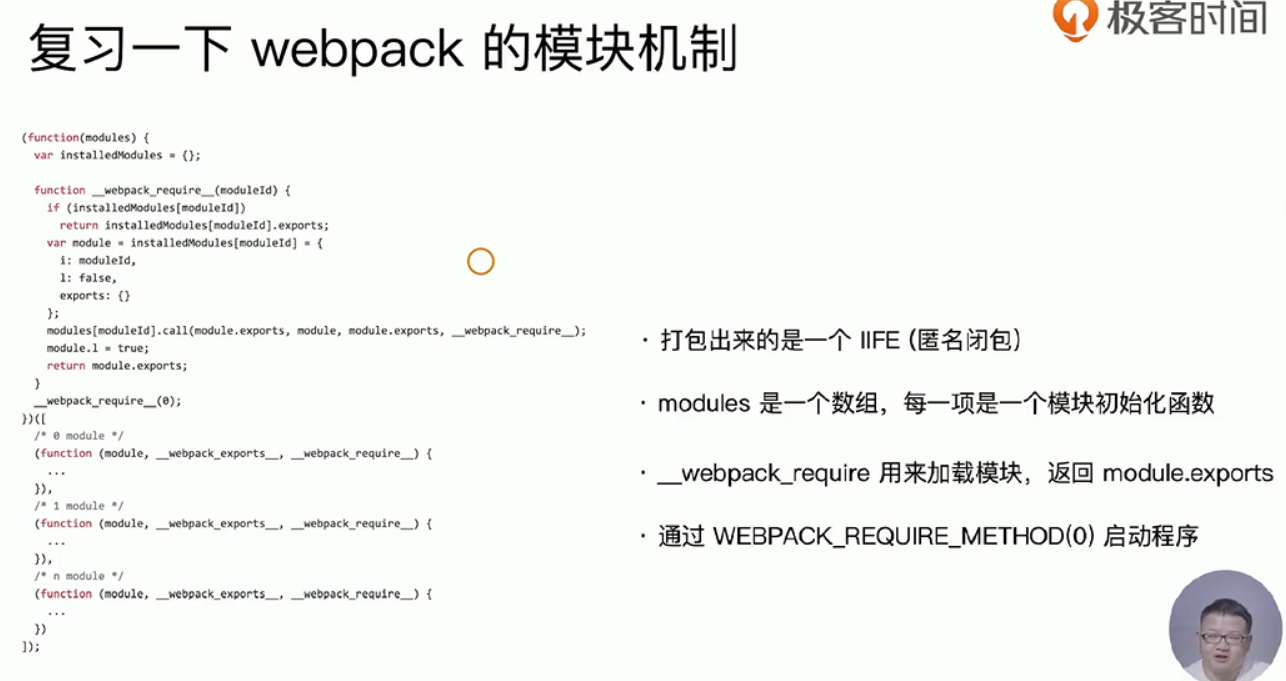 极客时间
复习一下 webpack 的模块机制
(function(modules) {
  var installedModules = {};
  function __webpack_require__(moduleId) {
    if (installedModules[moduleId])
      return installedModules[moduleId].exports;
    var module = installedModules[moduleId] = {
      i: moduleId,
      l: false,
      exports: {}
    };
    modules[moduleId].call(module.exports, module, module.exports, __webpack_require__);
    module.l = true;
    return module.exports;
  }
  __webpack_require__(0);
})([
  /* 0 module */
  (function (module, __webpack_exports__, __webpack_require__) {
    ...
  }),
  /* 1 module */
  (function (module, __webpack_exports__, __webpack_require__) {
    ...
  }),
  /* n module */
  (function (module, __webpack_exports__, __webpack_require__) {
    ...
  })
]);
· 打包出来的是一个 IIFE (匿名闭包)
· modules 是一个数组，每一项是一个模块初始化函数
· __webpack_require 用来加载模块，返回 module.exports
· 通过 WEBPACK_REQUIRE_METHOD(0) 启动程序